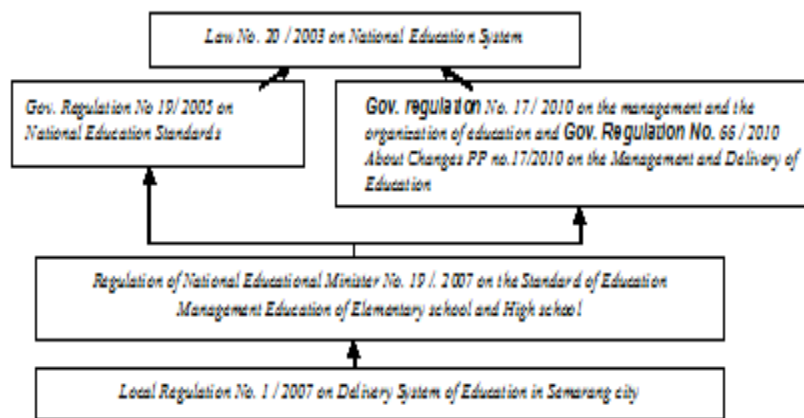 Law No. 20 / 2003 on National Education System
Gov. Regulation No 19/ 2005 on
National Education Standards
Gov. regulation No. 17 / 2010 on the management and the
organization of education and Gov. Regulation No. 66 / 2010
About Changes PP no.17/2010 on the Management and Delivery of
Education
Regulation of National Educational Minister No. 19 /. 2007 on the Standard of Education
Management Education of Elementary school and High school
Local Regulation No. 1 / 2007 on Delivery System of Education in Semarang city